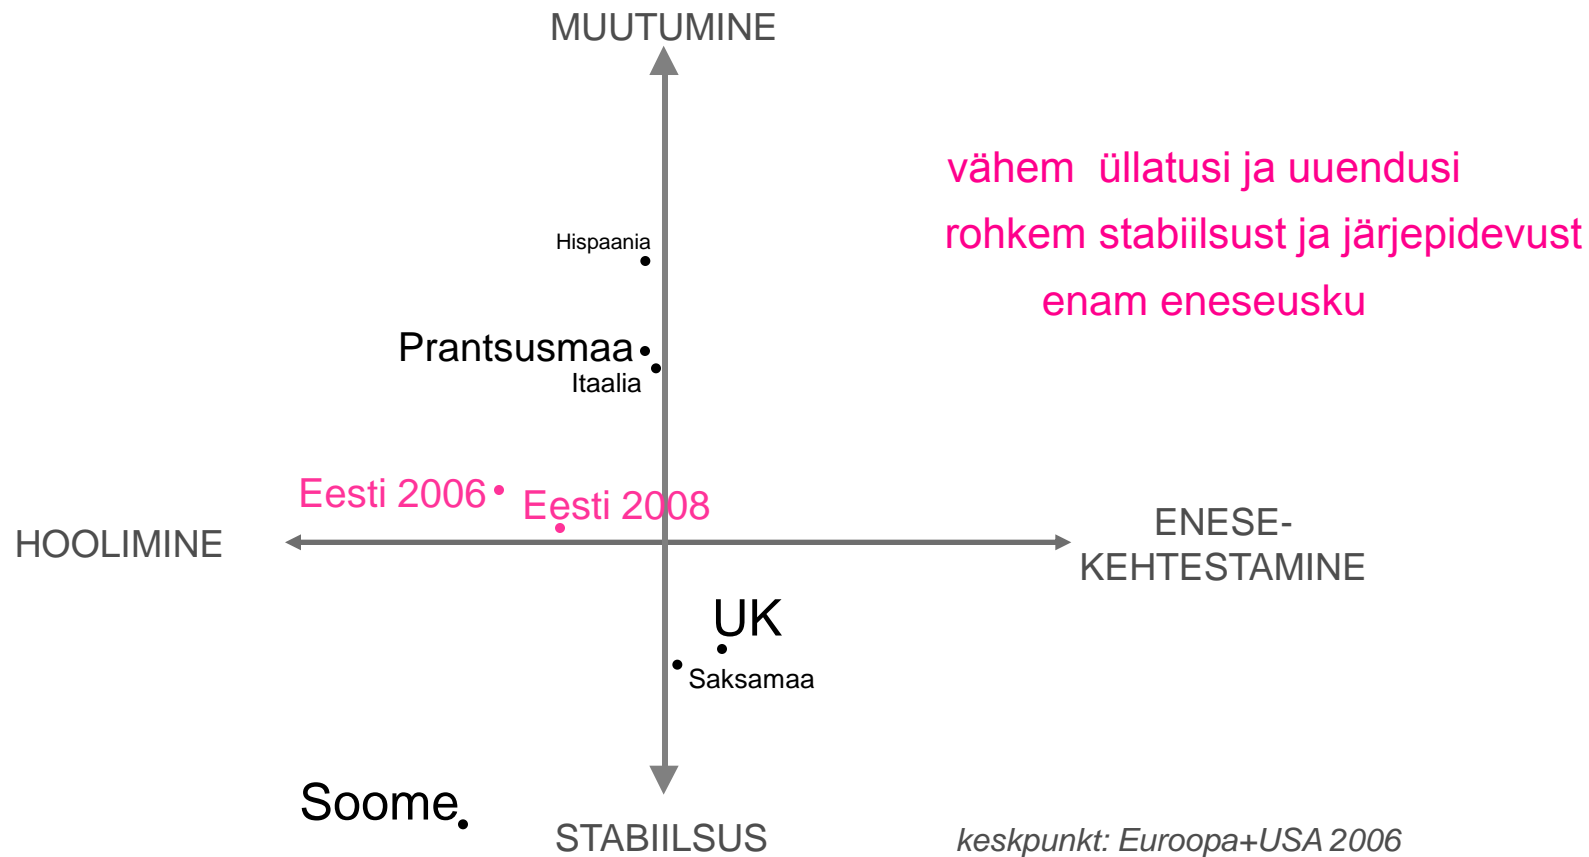 MUUTUMINE
vähem üllatusi ja uuendusi
rohkem stabiilsust ja järjepidevust
enam eneseusku
Hispaania
Prantsusmaa
Itaalia
Eesti 2006
Eesti 2008
HOOLIMINE
ENESE-
KEHTESTAMINE
UK
Saksamaa
Soome
STABIILSUS
keskpunkt: Euroopa+USA 2006